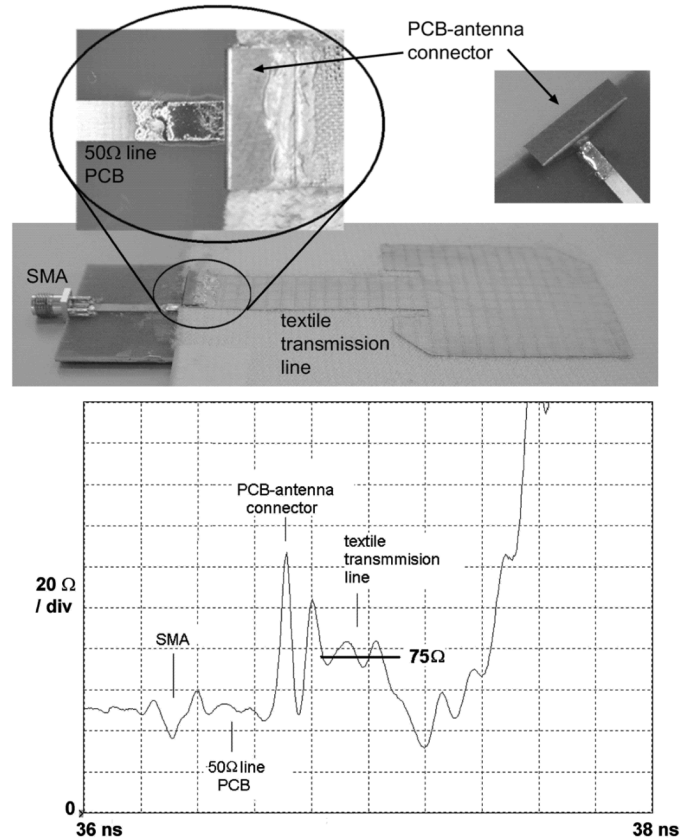 PCB-antenna
connector
50Ω line
PCB
SMA
textile
transmission
line
PCB-antenna
connector
textile
transmmision
line
20 Ω
/ div
SMA
75Ω
50Ω line
PCB
0
36 ns
38 ns